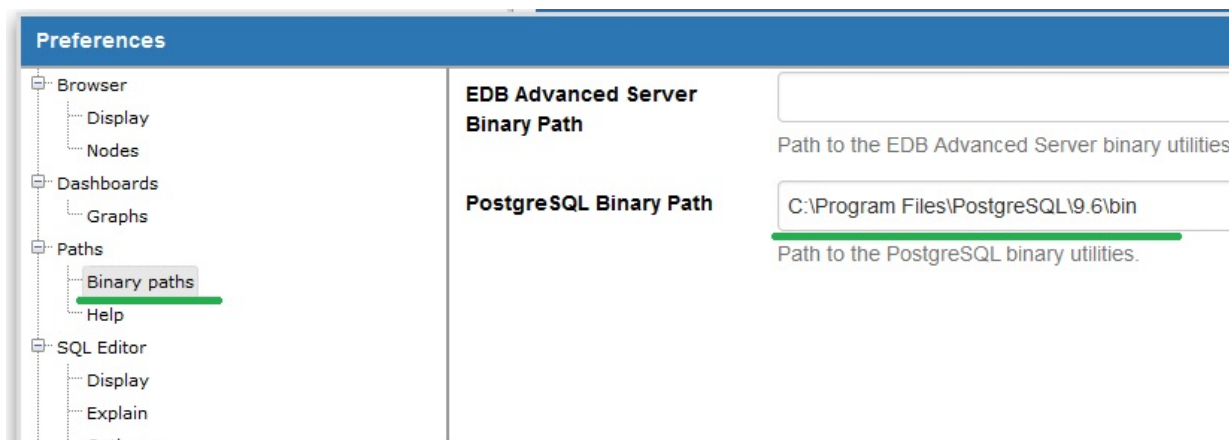 Preferences
Browser
Display
Nodes
Dashboards
Graphs
Paths
Binary paths
Help
SQL Editor
Display
Explain
EDB Advanced Server
Binary Path
Path to the EDB Advanced Server binary utilities
PostgreSQL Binary Path
C:\Program Files\PostgreSQL\9.6\bin
Path to the PostgreSQL binary utilities.